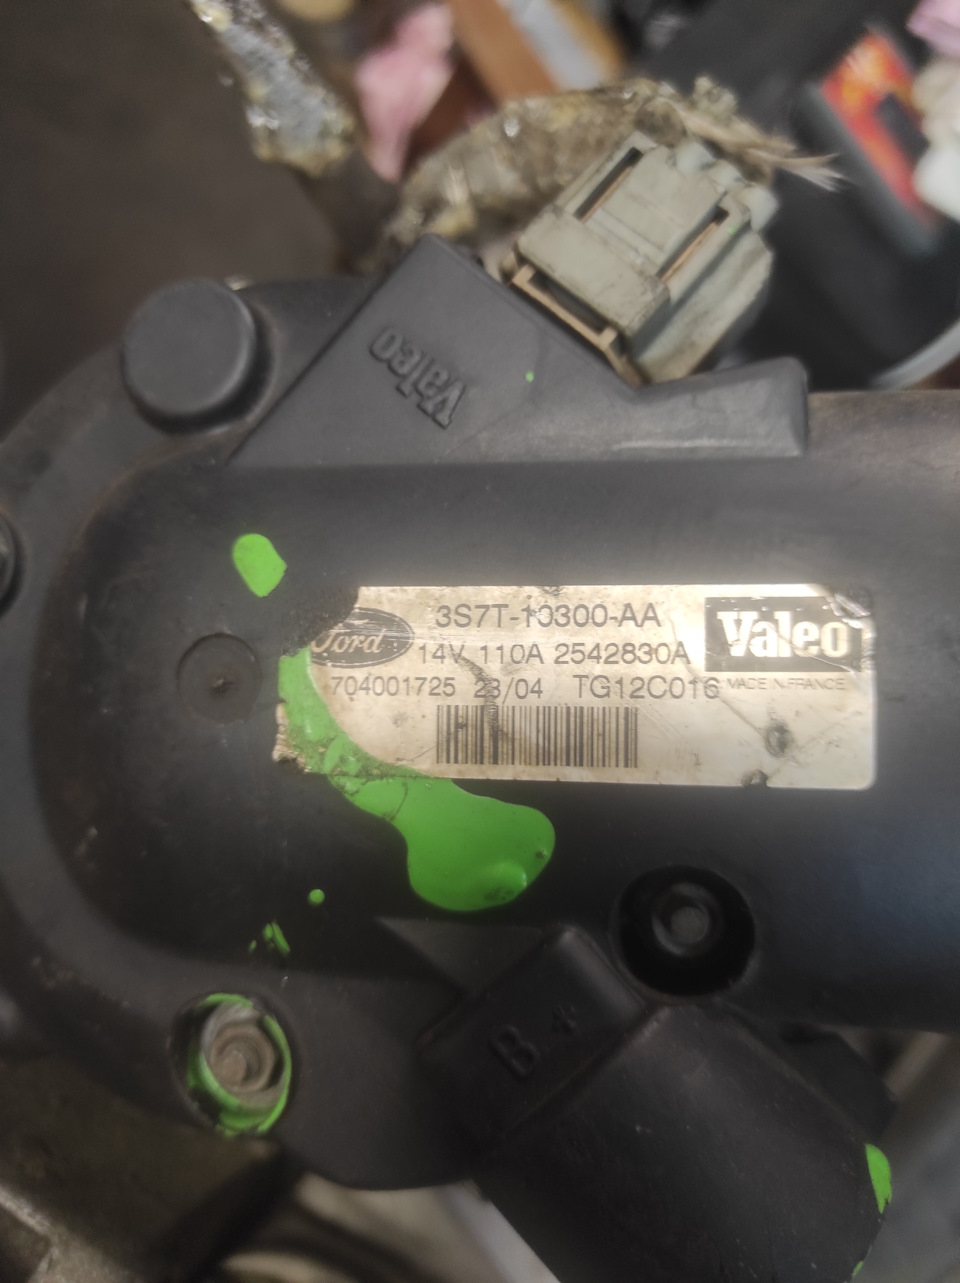 Valeo
Ford
3S7T-10300-AA
Valeo
14V 110A 2542830A
704001725 23/04 TG12C016
MADE IN FRANCE
B+